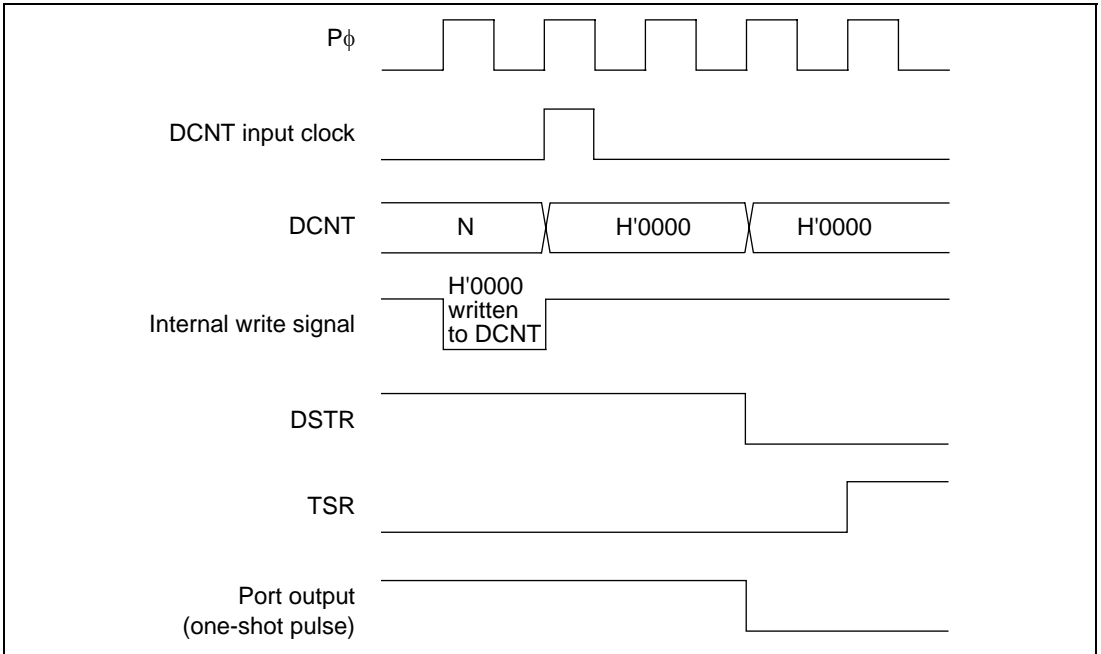 Pϕ
DCNT input clock
DCNT
N
H'0000
H'0000
Internal write signal
H'0000
written
to DCNT
DSTR
TSR
Port output
(one-shot pulse)